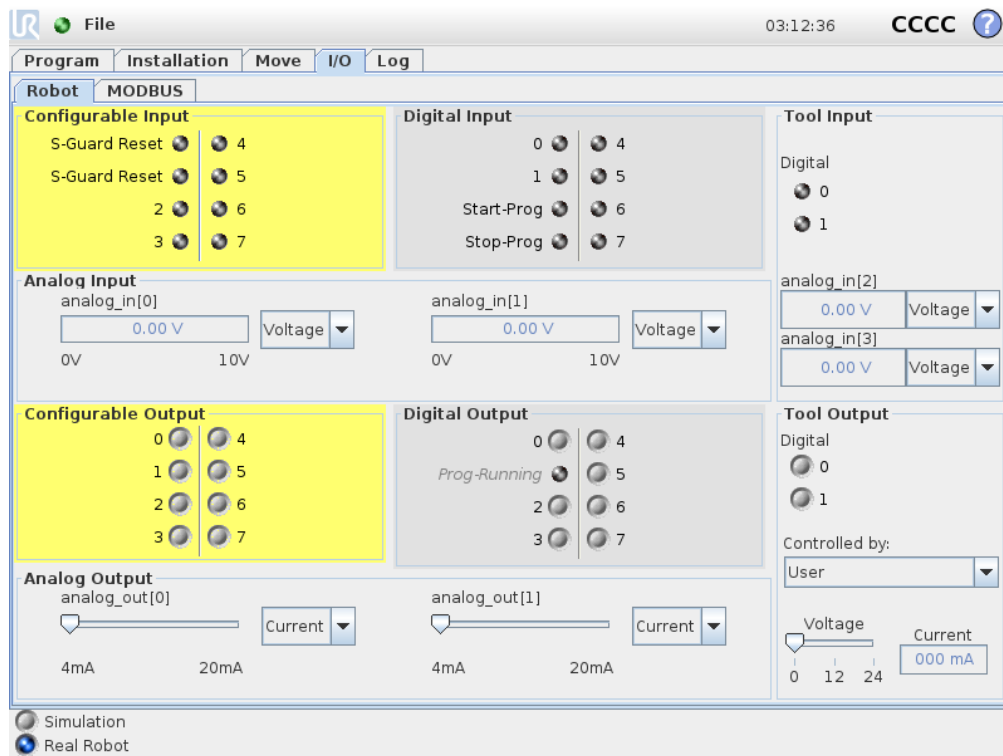 UR File 03:12:36 CCCC ?
Program Installation Move I/O Log
Robot MODBUS
Configurable Input
S-Guard Reset 4
S-Guard Reset 5
2 6
3 7
Digital Input
0 4
1 5
Start-Prog 6
Stop-Prog 7
Tool Input
Digital
0
1
Analog Input
analog_in[0]
0.00 V Voltage
0V 10V
analog_in[1]
0.00 V Voltage
0V 10V
analog_in[2]
0.00 V Voltage
analog_in[3]
0.00 V Voltage
Configurable Output
0 4
1 5
2 6
3 7
Digital Output
0 4
Prog-Running 5
2 6
3 7
Tool Output
Digital
0
1
Controlled by:
User
Voltage
0 12 24
Current
000 mA
Analog Output
analog_out[0]
Current
4mA 20mA
analog_out[1]
Current
4mA 20mA
Simulation
Real Robot